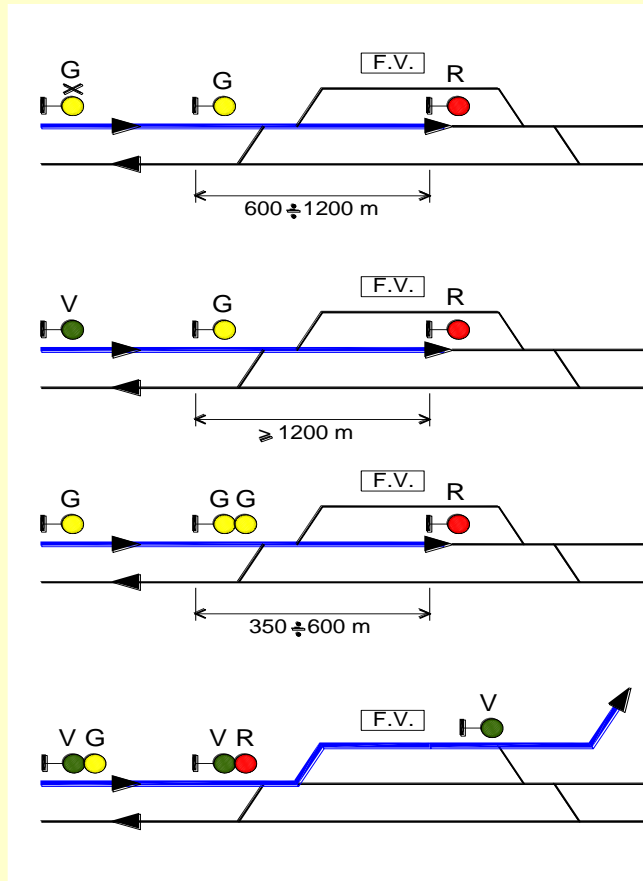 F.V.
G G R
600÷1200 m
F.V.
V G R
≥ 1200 m
F.V.
G G G R
350÷600 m
V
F.V.
V G V R